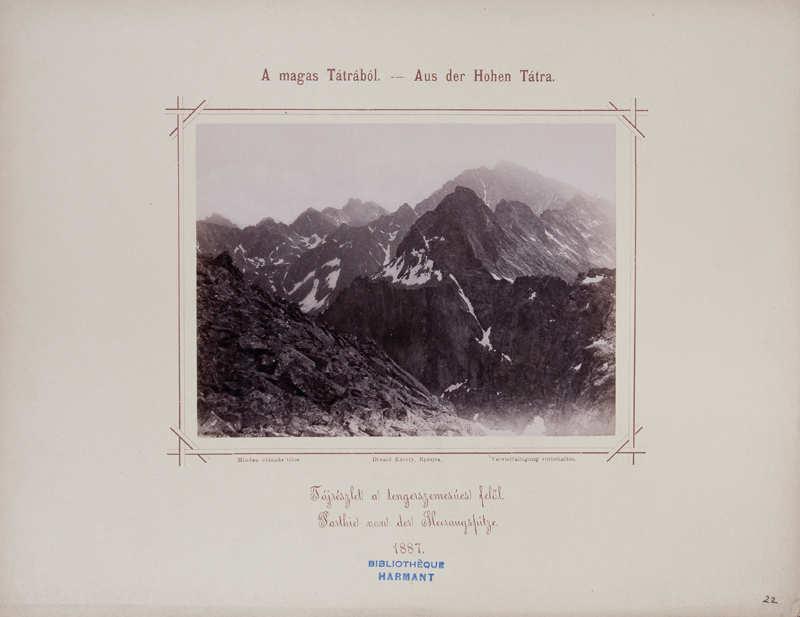 A magas Tátrából. — Aus der Hohen Tátra.
Minden utánzás tilos. Divald Károly, Eperjes. Vervielfältigung vorbehalten.
Tájrészlet a tengerszemcsúcs felől.
Parthie von der Meeraugspitze
1887.
BIBLIOTHÈQUE
HARMANT
22